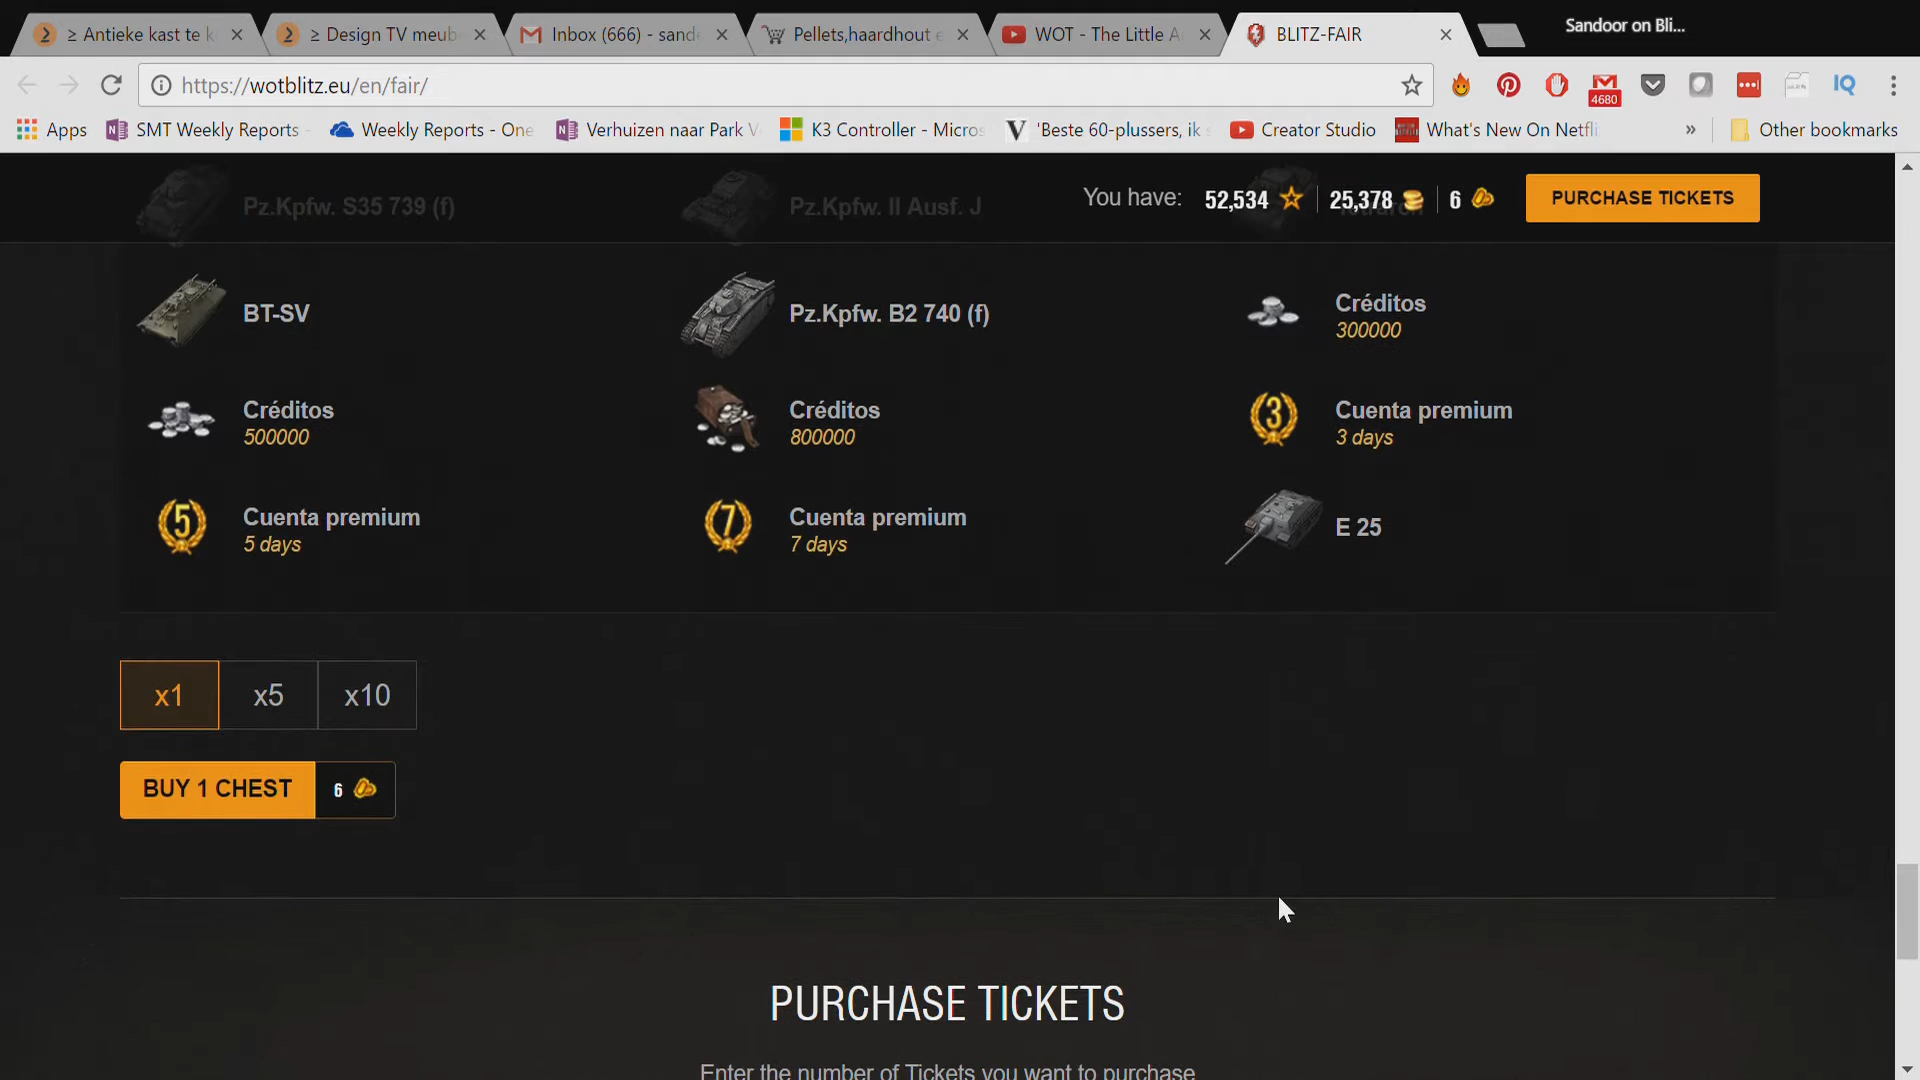 ≥ Antieke kast te k
≥ Design TV meub
Inbox (666) - sand
Pellets,haardhout e
WOT - The Little A
BLITZ-FAIR
Sandoor on Bli...
https://wotblitz.eu/en/fair/
4680
IQ
Apps
SMT Weekly Reports
Weekly Reports - One
Verhuizen naar Park V
K3 Controller - Micros
'Beste 60-plussers, ik
Creator Studio
What's New On Netfli
»
Other bookmarks
Pz.Kpfw. S35 739 (f)
Pz.Kpfw. II Ausf. J
You have:
52,534
25,378
6
PURCHASE TICKETS
BT-SV
Pz.Kpfw. B2 740 (f)
Créditos
300000
Créditos
500000
Créditos
800000
3
Cuenta premium
3 days
5
Cuenta premium
5 days
7
Cuenta premium
7 days
E 25
x1
x5
x10
BUY 1 CHEST
6
PURCHASE TICKETS
Enter the number of Tickets you want to purchase